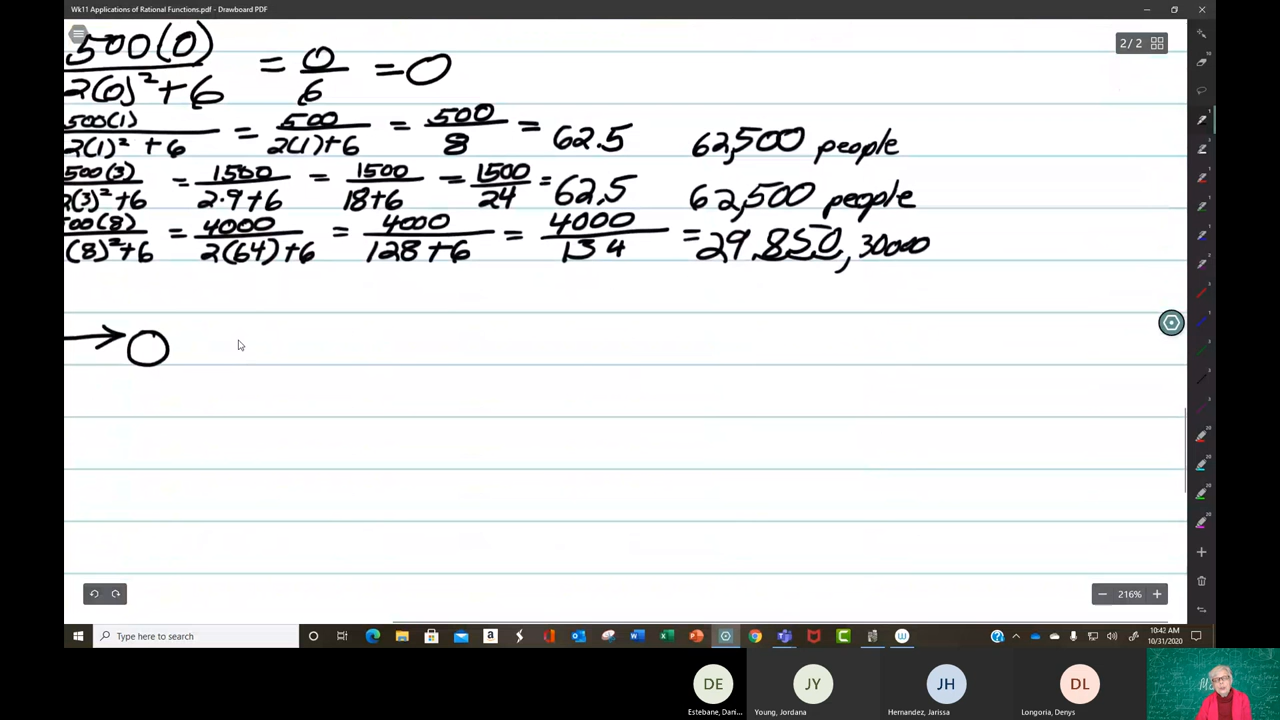 Wk11 Applications of Rational Functions.pdf - Drawboard PDF
2 / 2
500(0)/2(0)²+6 = 0/6 = 0
500(1)/2(1)² + 6 = 500/2(1)+6 = 500/8 = 62.5 62,500 people
500(3)/2(3)²+6 = 1500/2·9+6 = 1500/18+6 = 1500/24 = 62.5 62,500 people
500(8)/(8)²+6 = 4000/2(64)+6 = 4000/128+6 = 4000/134 = 29.850, 30000
→ 0
216%
Type here to search
10:42 AM
10/31/2020
DE
JY
JH
DL
Estebane, Dani...
Young, Jordana
Hernandez, Jarissa
Longoria, Denys